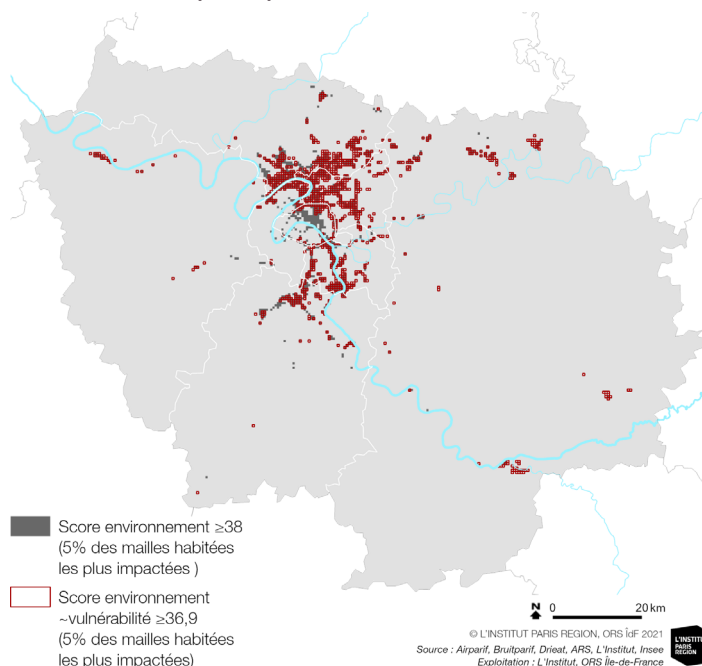 Score environnement ≥38
(5% des mailles habitées
les plus impactées )
Score environnement
~vulnérabilité ≥36,9
(5% des mailles habitées
les plus impactées)
N 0 20 km
© L'INSTITUT PARIS REGION, ORS ÎdF 2021
Source : Airparif, Bruitparif, Drieat, ARS, L'Institut, Insee
Exploitation : L'Institut, ORS Île-de-France
L'INSTITUT
PARIS
REGION